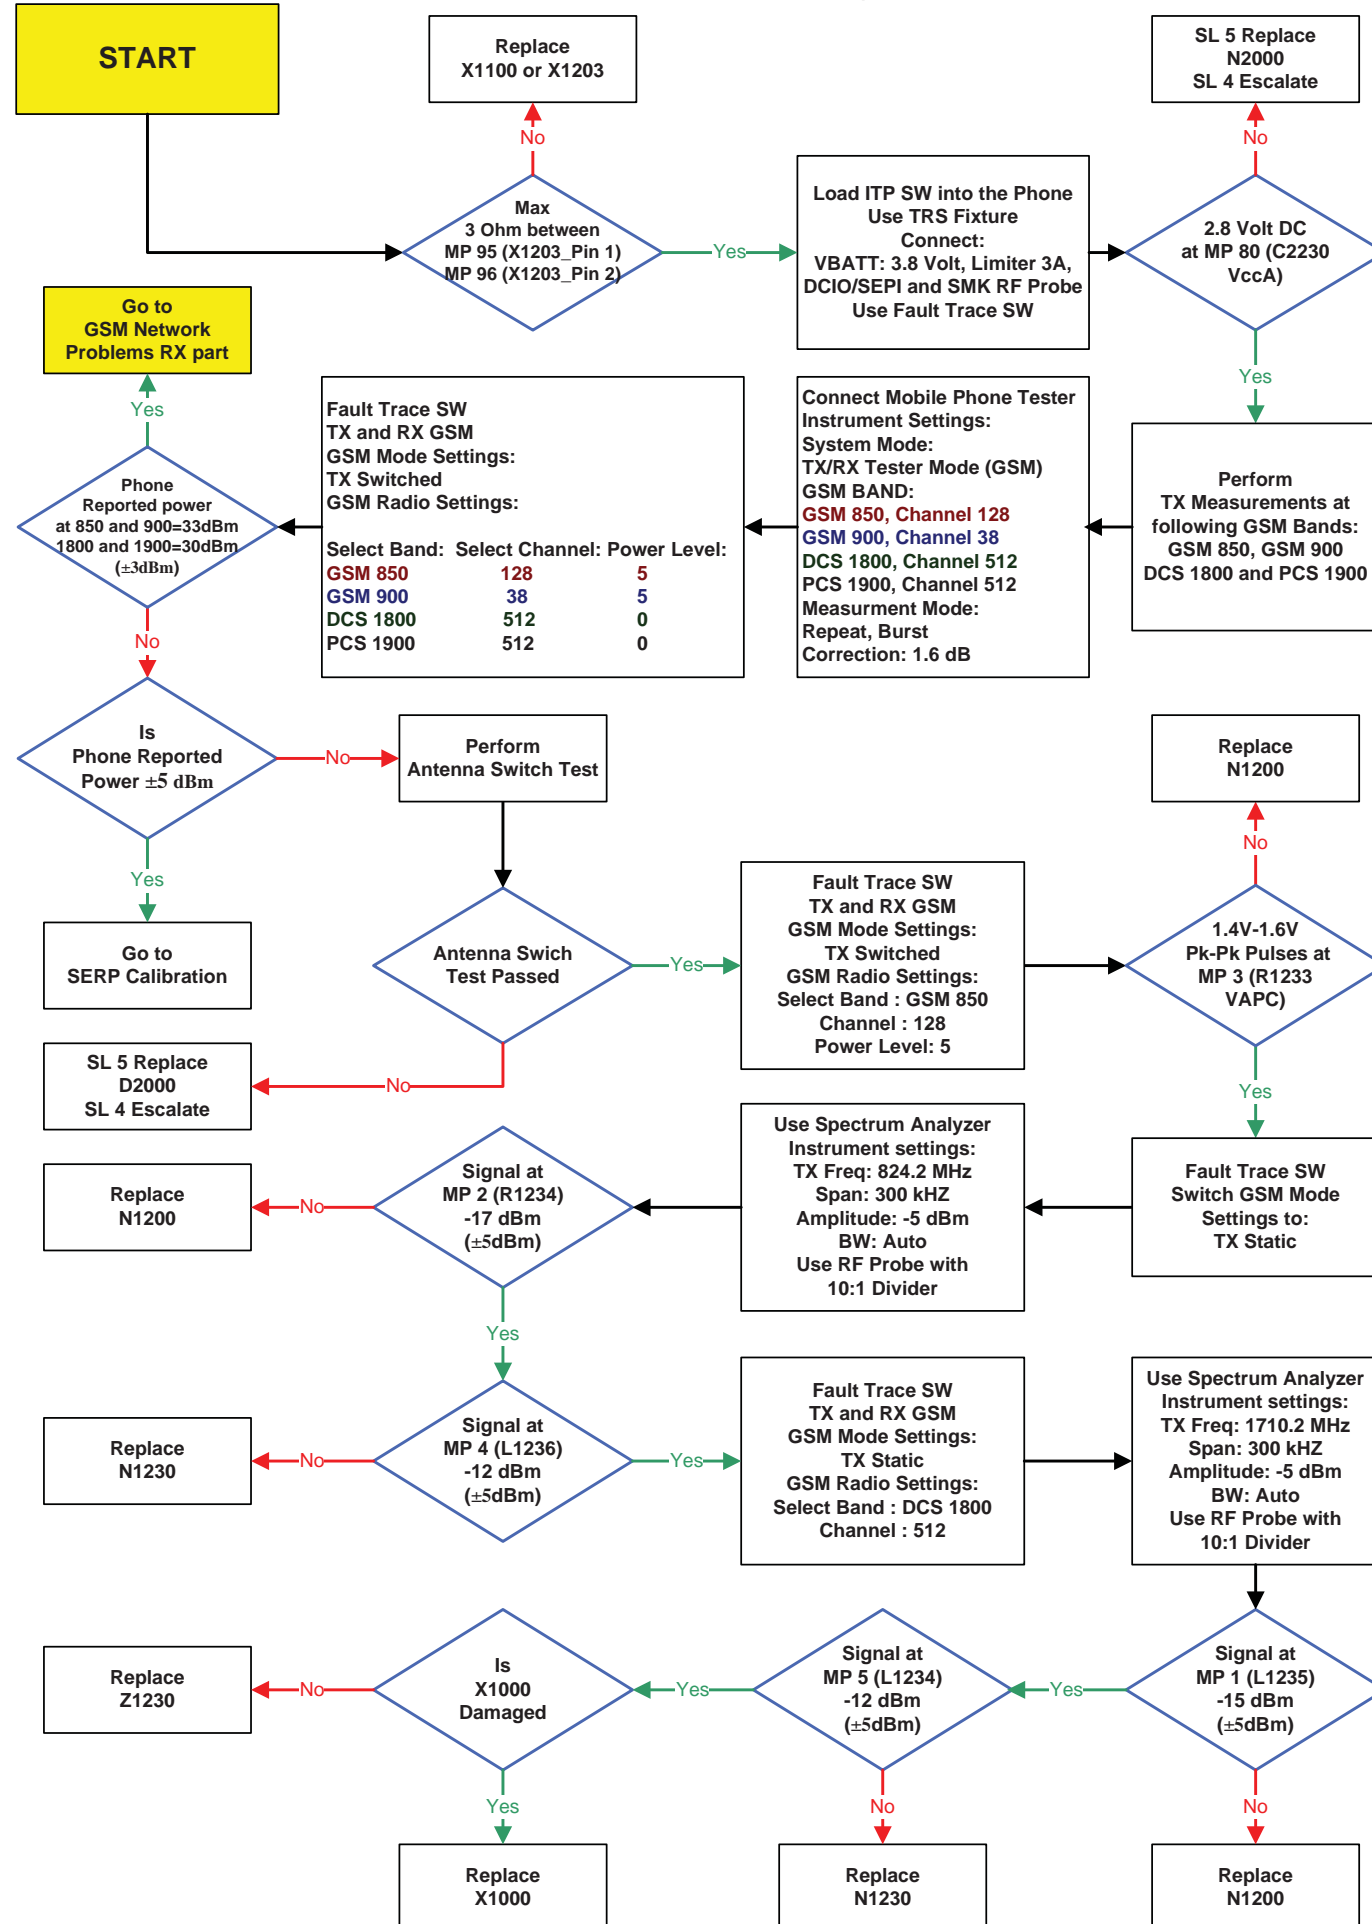 START
Replace
X1100 or X1203
SL 5 Replace
N2000
SL 4 Escalate
No
No
Max
3 Ohm between
MP 95 (X1203_Pin 1)
MP 96 (X1203_Pin 2)
Yes
Load ITP SW into the Phone
Use TRS Fixture
Connect:
VBATT: 3.8 Volt, Limiter 3A,
DCIO/SEPI and SMK RF Probe
Use Fault Trace SW
2.8 Volt DC
at MP 80 (C2230
VccA)
Yes
Go to
GSM Network
Problems RX part
Yes
Phone
Reported power
at 850 and 900=33dBm
1800 and 1900=30dBm
(±3dBm)
Fault Trace SW
TX and RX GSM
GSM Mode Settings:
TX Switched
GSM Radio Settings:
Select Band: Select Channel: Power Level:
GSM 850 128 5
GSM 900 38 5
DCS 1800 512 0
PCS 1900 512 0
Connect Mobile Phone Tester
Instrument Settings:
System Mode:
TX/RX Tester Mode (GSM)
GSM BAND:
GSM 850, Channel 128
GSM 900, Channel 38
DCS 1800, Channel 512
PCS 1900, Channel 512
Measurment Mode:
Repeat, Burst
Correction: 1.6 dB
Perform
TX Measurements at
following GSM Bands:
GSM 850, GSM 900
DCS 1800 and PCS 1900
No
Is
Phone Reported
Power ±5 dBm
No
Perform
Antenna Switch Test
Replace
N1200
No
Yes
Go to
SERP Calibration
Antenna Swich
Test Passed
Yes
Fault Trace SW
TX and RX GSM
GSM Mode Settings:
TX Switched
GSM Radio Settings:
Select Band : GSM 850
Channel : 128
Power Level: 5
1.4V-1.6V
Pk-Pk Pulses at
MP 3 (R1233
VAPC)
SL 5 Replace
D2000
SL 4 Escalate
No
Yes
Replace
N1200
No
Signal at
MP 2 (R1234)
-17 dBm
(±5dBm)
Use Spectrum Analyzer
Instrument settings:
TX Freq: 824.2 MHz
Span: 300 kHZ
Amplitude: -5 dBm
BW: Auto
Use RF Probe with
10:1 Divider
Fault Trace SW
Switch GSM Mode
Settings to:
TX Static
Yes
Replace
N1230
No
Signal at
MP 4 (L1236)
-12 dBm
(±5dBm)
Yes
Fault Trace SW
TX and RX GSM
GSM Mode Settings:
TX Static
GSM Radio Settings:
Select Band : DCS 1800
Channel : 512
Use Spectrum Analyzer
Instrument settings:
TX Freq: 1710.2 MHz
Span: 300 kHZ
Amplitude: -5 dBm
BW: Auto
Use RF Probe with
10:1 Divider
Replace
Z1230
No
Is
X1000
Damaged
Yes
Signal at
MP 5 (L1234)
-12 dBm
(±5dBm)
Yes
Signal at
MP 1 (L1235)
-15 dBm
(±5dBm)
Yes
No
No
Replace
X1000
Replace
N1230
Replace
N1200